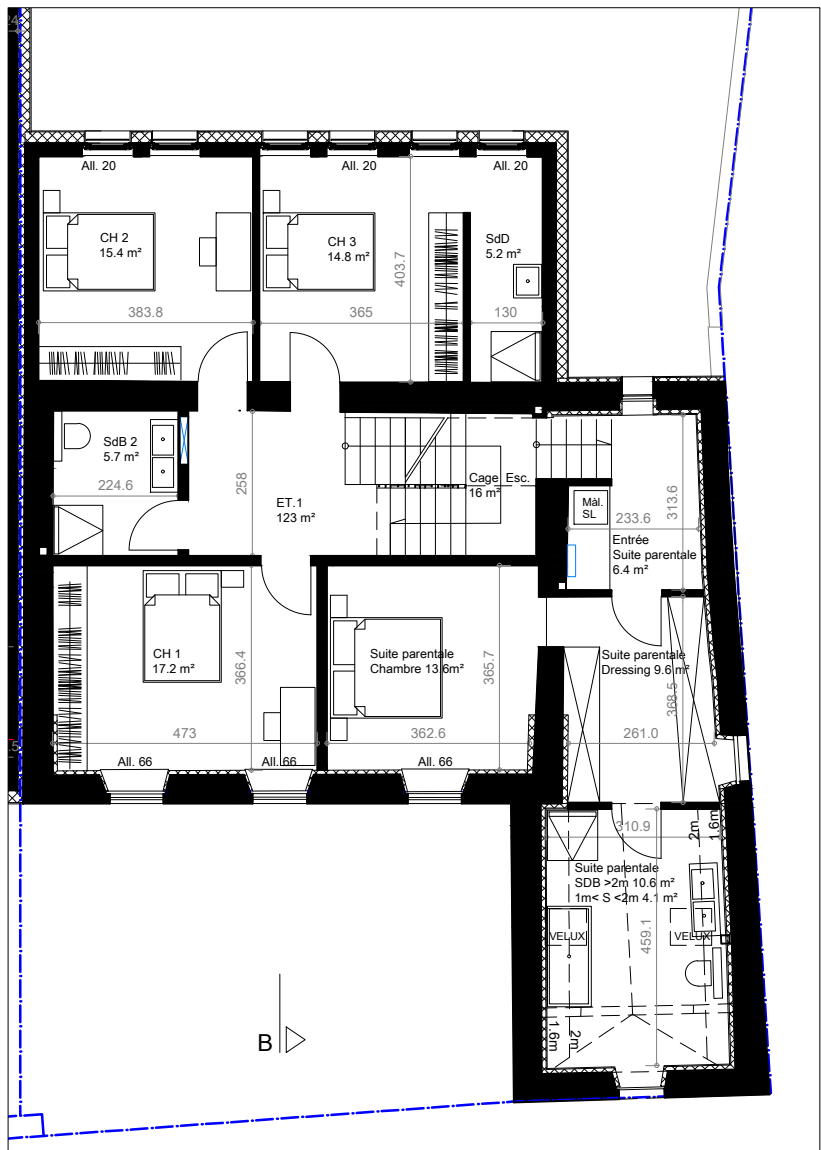 All. 20
All. 20
All. 20
CH 2
15.4 m²
CH 3
14.8 m²
SdD
5.2 m²
403.7
383.8
365
130
SdB 2
5.7 m²
224.6
258
ET.1
123 m²
Cage Esc.
16 m²
Màl.
SL
233.6
313.6
Entrée
Suite parentale
6.4 m²
CH 1
17.2 m²
366.4
Suite parentale
Chambre 13.6m²
365.7
Suite parentale
Dressing 9.6 m²
368.5
473
362.6
261.0
All. 66
All. 66
All. 66
310.9
2m
1.6m
Suite parentale
SDB >2m 10.6 m²
1m< S <2m 4.1 m²
VELUX
VELUX
459.1
1.6m
2m
B